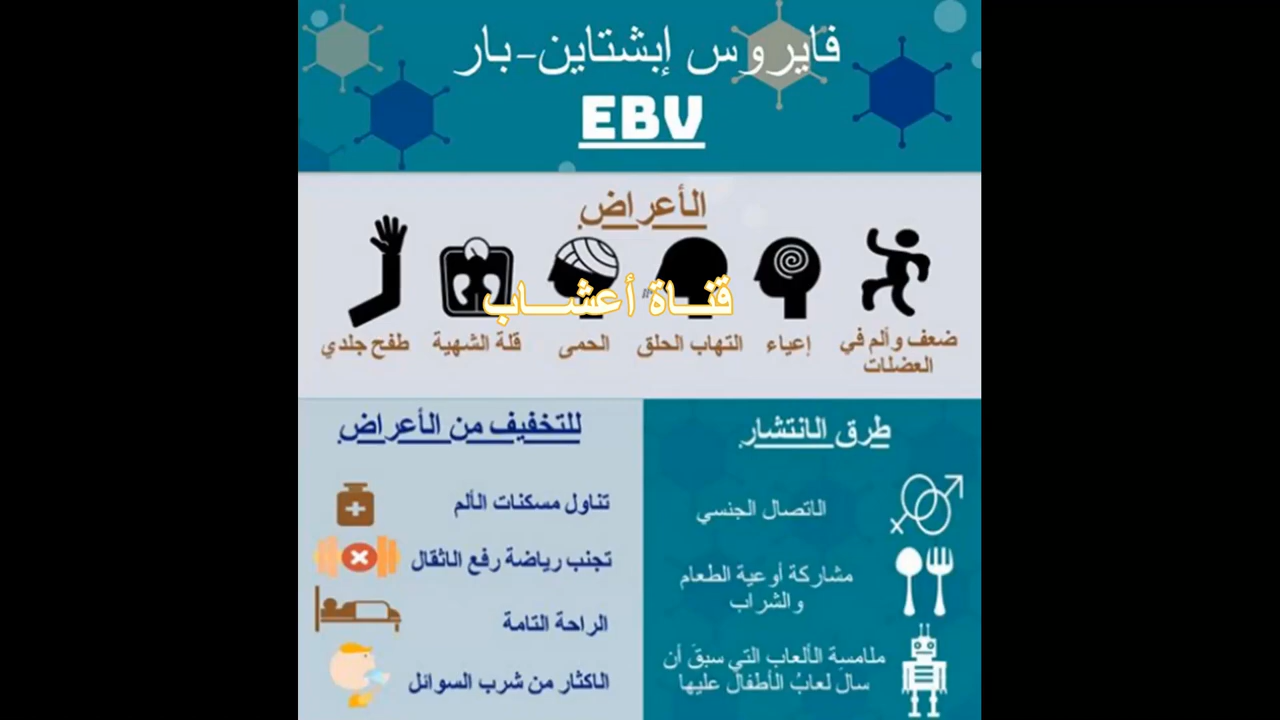 فايروس إبشتاين-بار
EBV
الأعراض
ضعف وألم في
العضلات
إعياء
التهاب الحلق
الحمى
قلة الشهية
طفح جلدي
قناة أعشاب
طرق الانتشار
الاتصال الجنسي
مشاركة أوعية الطعام
والشراب
ملامسة الألعاب التي سبقَ أن
سالَ لعابُ الأطفال عليها
للتخفيف من الأعراض
تناول مسكنات الألم
تجنب رياضة رفع الاثقال
الراحة التامة
الاكثار من شرب السوائل